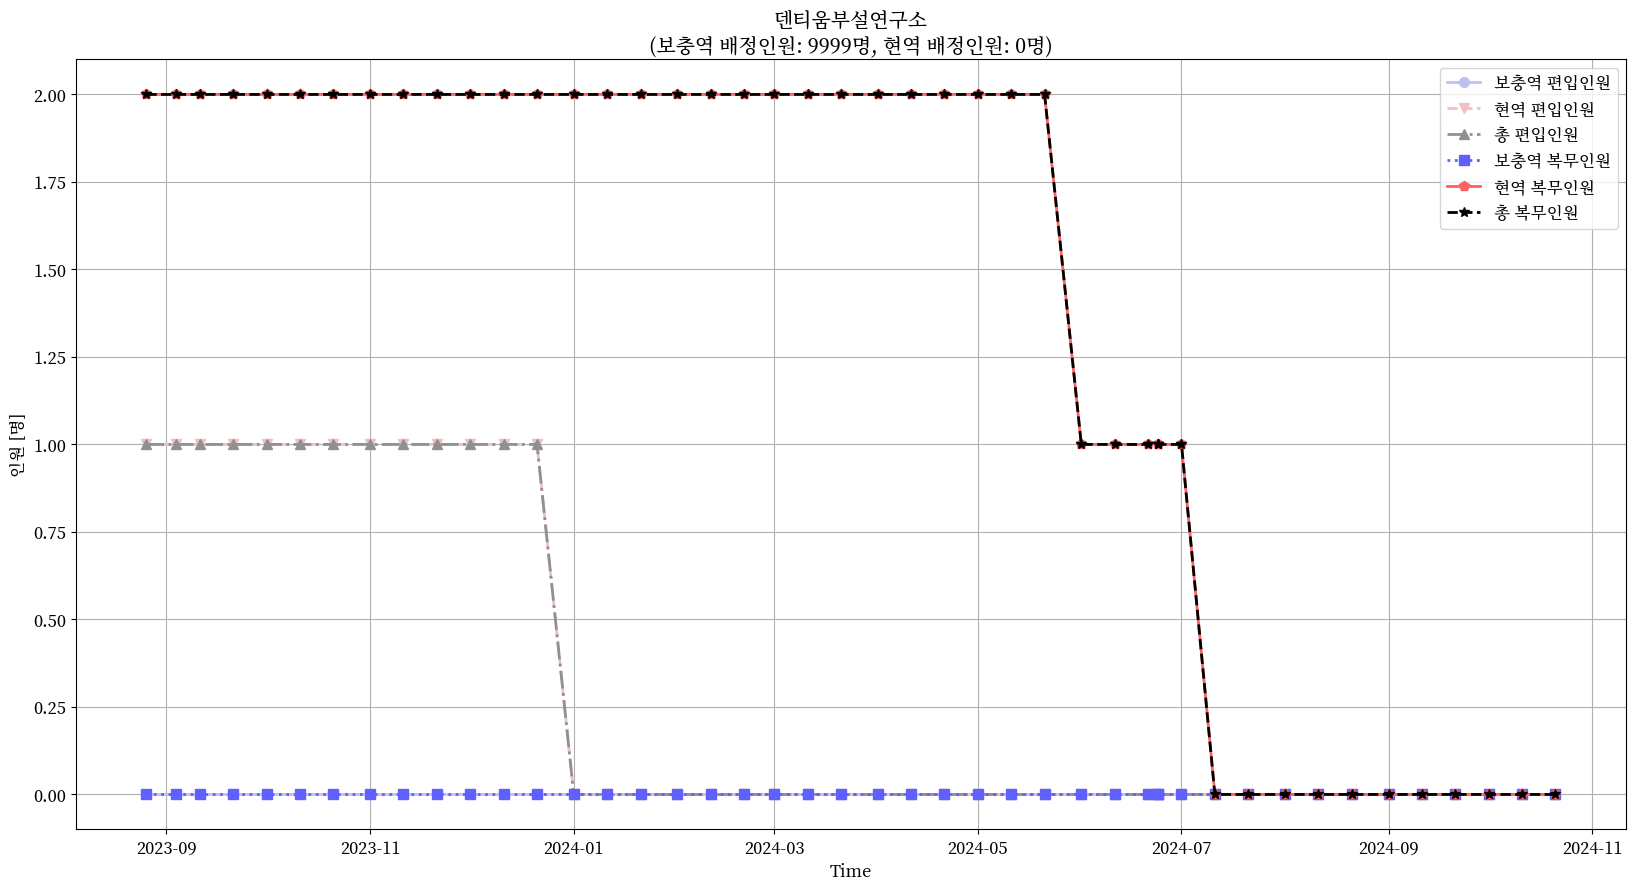 덴티움부설연구소
(보충역 배정인원: 9999명, 현역 배정인원: 0명)
보충역 편입인원
현역 편입인원
총 편입인원
보충역 복무인원
현역 복무인원
총 복무인원
인원 [명]
2.00
1.75
1.50
1.25
1.00
0.75
0.50
0.25
0.00
2023-09
2023-11
2024-01
2024-03
2024-05
2024-07
2024-09
2024-11
Time